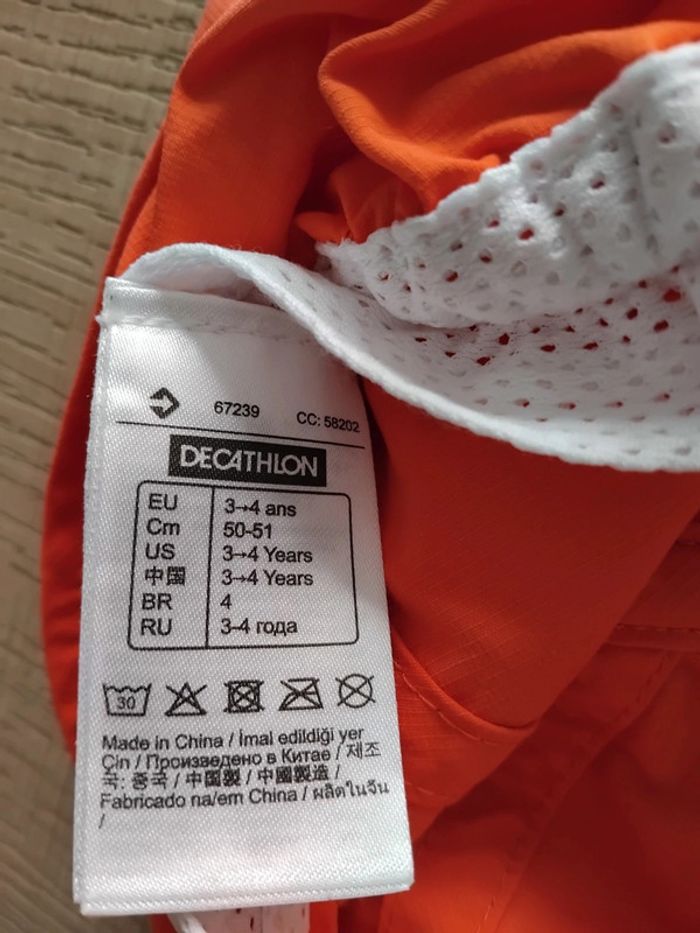 67239 CC: 58202
DECATHLON
EU 3→4 ans
Cm 50-51
US 3→4 Years
中国 3→4 Years
BR 4
RU 3-4 года
30
Made in China / İmal edildiği yer
Çin / Произведено в Китае / 제조
국: 중국 / 中国製 / 中國製造 /
Fabricado na/em China / ผลิตในจีน
/